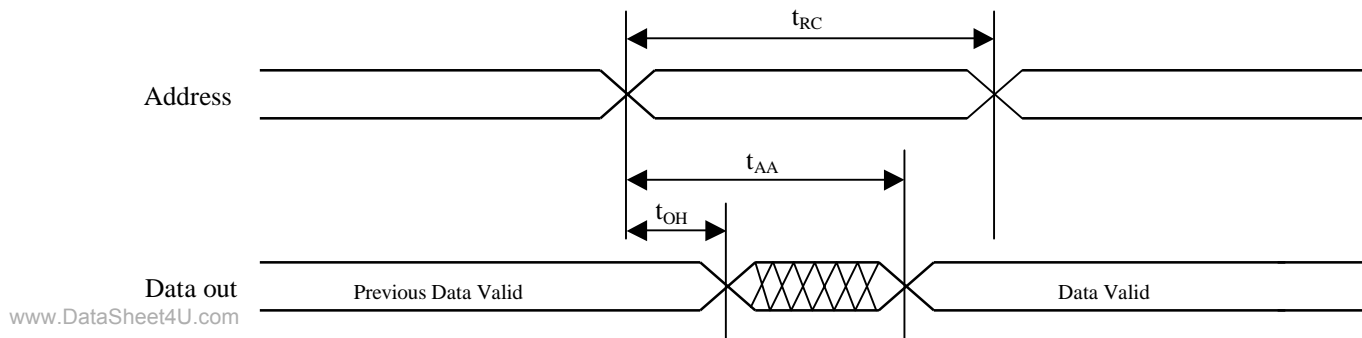 tRC
Address
tAA
tOH
Data out
Previous Data Valid
Data Valid
www.DataSheet4U.com